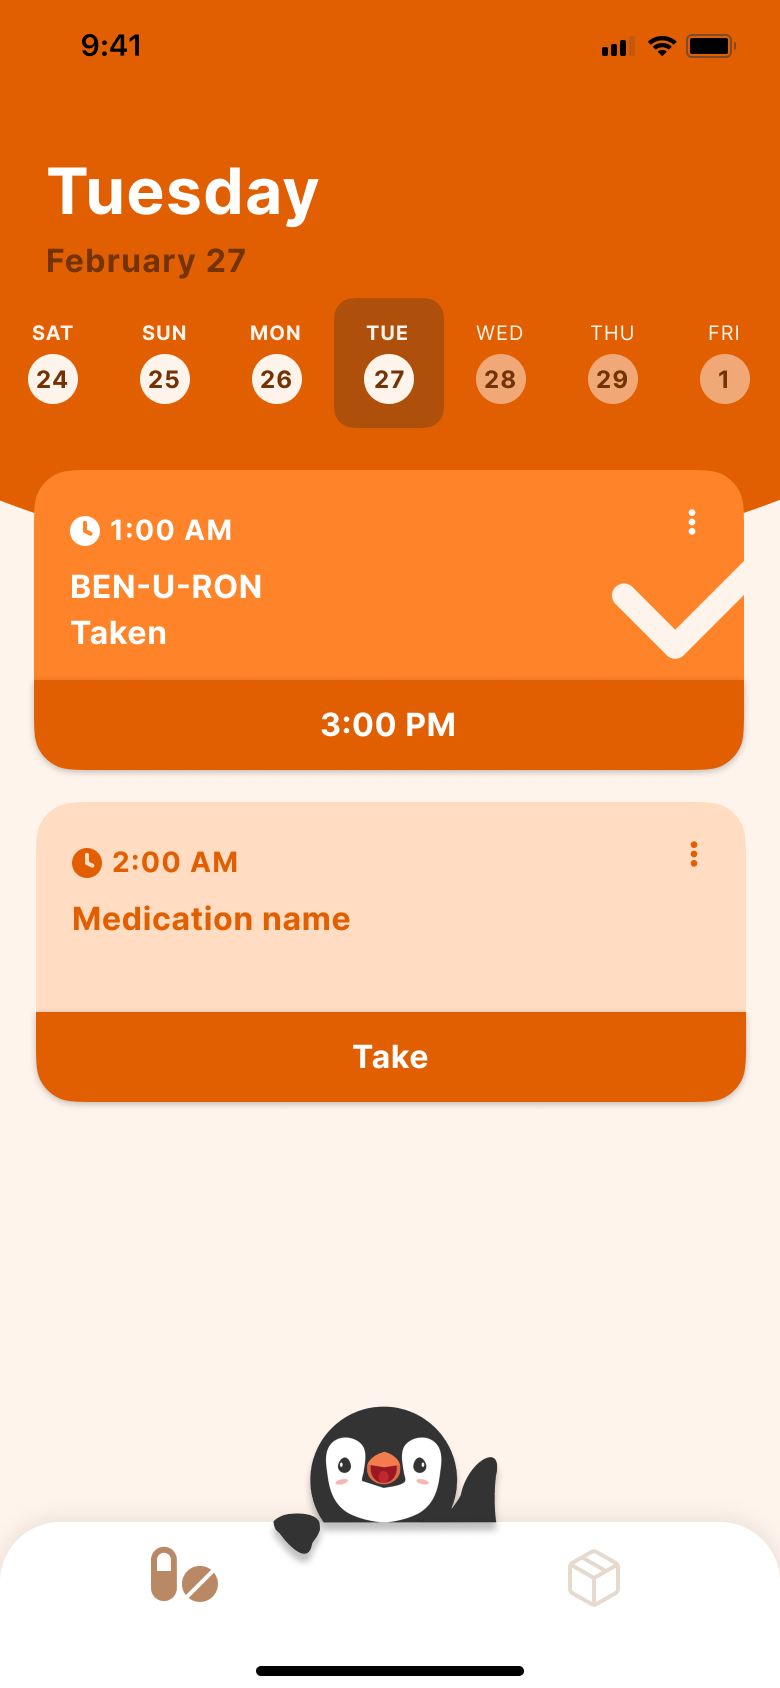 9:41
Tuesday
February 27
SAT SUN MON TUE WED THU FRI
24 25 26 27 28 29 1
1:00 AM
BEN-U-RON
Taken
3:00 PM
2:00 AM
Medication name
Take